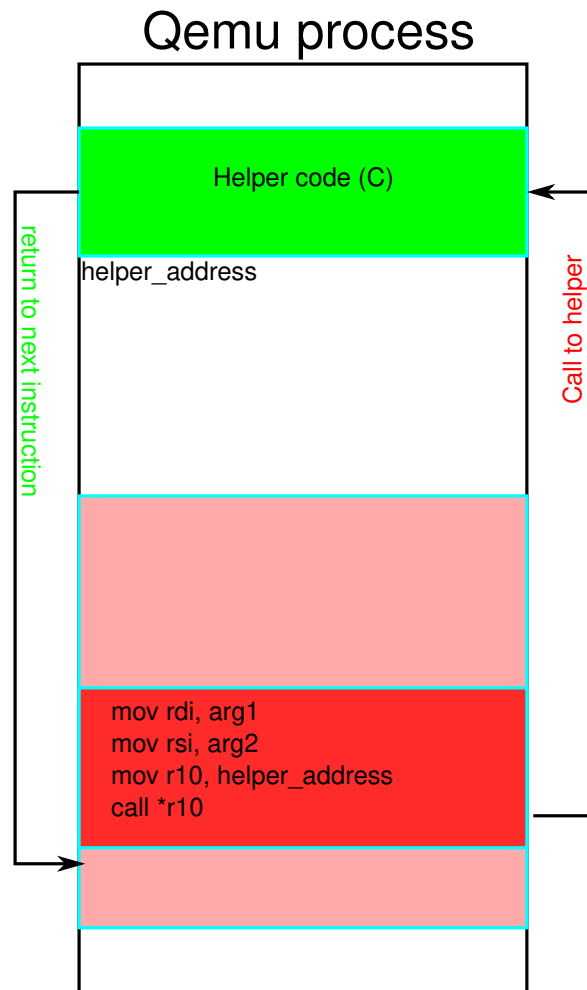 Qemu process
Helper code (C)
helper_address
return to next instruction
Call to helper
mov rdi, arg1
mov rsi, arg2
mov r10, helper_address
call *r10